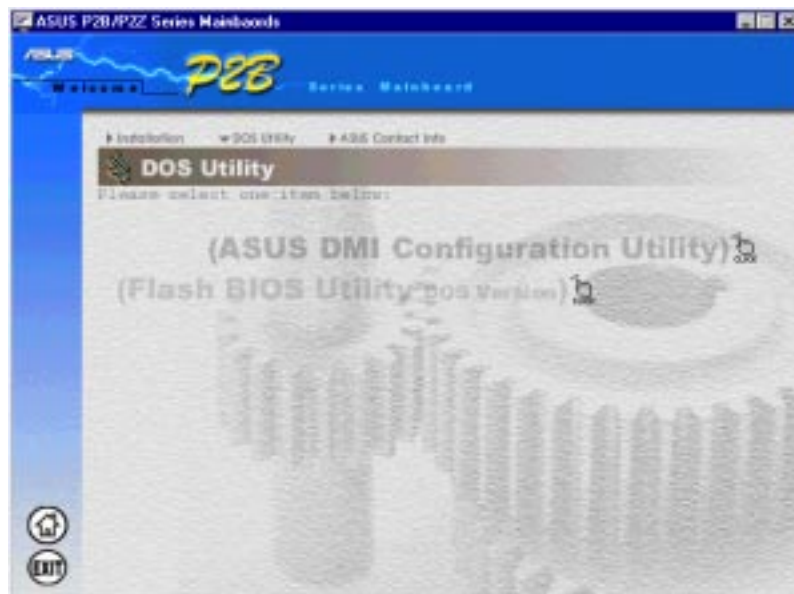 ASUS P2B/P2Z Series Mainbaords
ASUS
Welcome P2B Series Mainboard
Installation DOS Utility ASUS Contact Info
DOS Utility
Please select one item below:
(ASUS DMI Configuration Utility)
(Flash BIOS Utility DOS Version)
EXIT